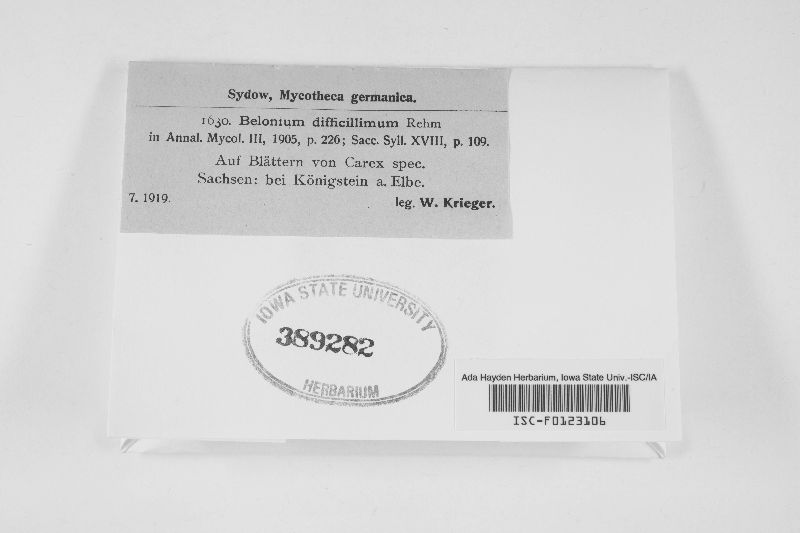 Sydow, Mycotheca germanica.
1630. Belonium difficillimum Rehm
in Annal. Mycol. III, 1905, p. 226; Sacc. Syll. XVIII, p. 109.
Auf Blättern von Carex spec.
Sachsen: bei Königstein a. Elbe.
7. 1919. leg. W. Krieger.
IOWA STATE UNIVERSITY
389282
HERBARIUM
Ada Hayden Herbarium, Iowa State Univ.-ISC/IA
ISC-F0123106